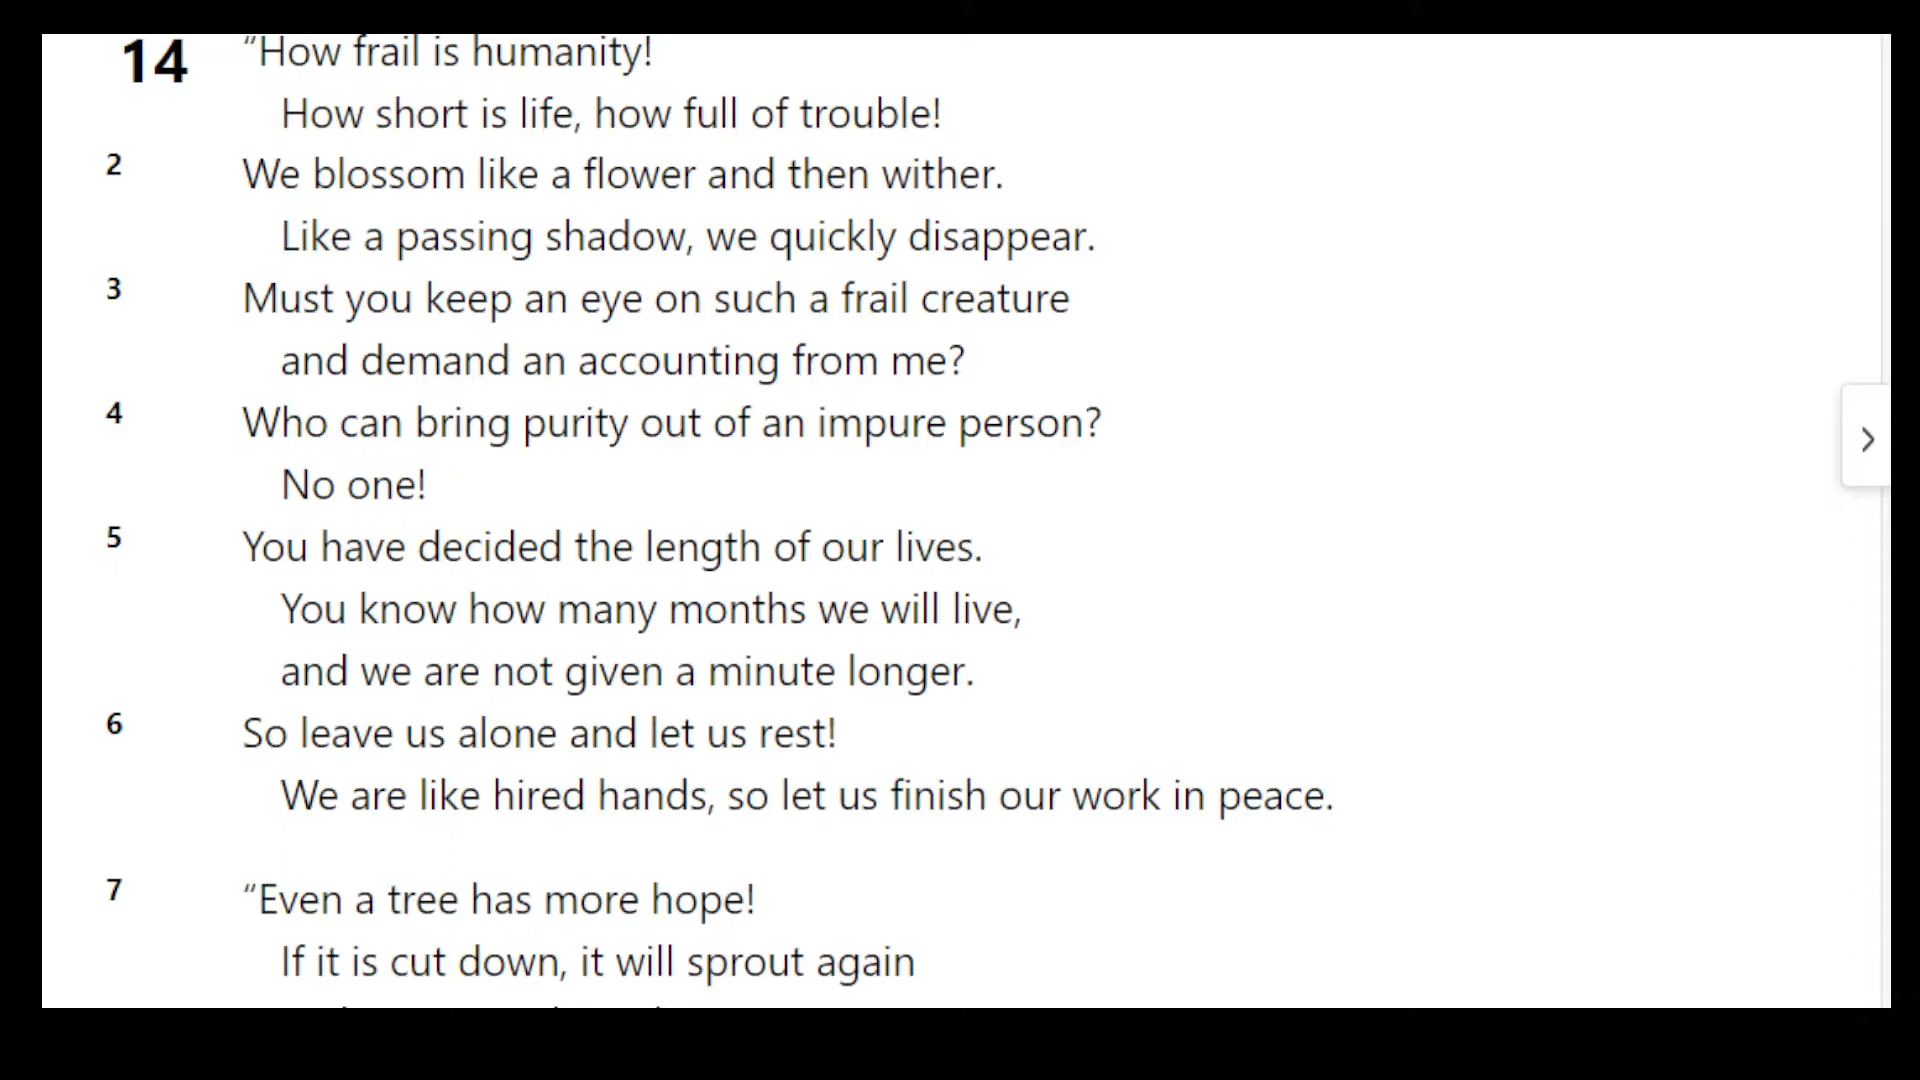 14 “How frail is humanity!
How short is life, how full of trouble!
2 We blossom like a flower and then wither.
Like a passing shadow, we quickly disappear.
3 Must you keep an eye on such a frail creature
and demand an accounting from me?
4 Who can bring purity out of an impure person?
No one!
5 You have decided the length of our lives.
You know how many months we will live,
and we are not given a minute longer.
6 So leave us alone and let us rest!
We are like hired hands, so let us finish our work in peace.
7 “Even a tree has more hope!
If it is cut down, it will sprout again